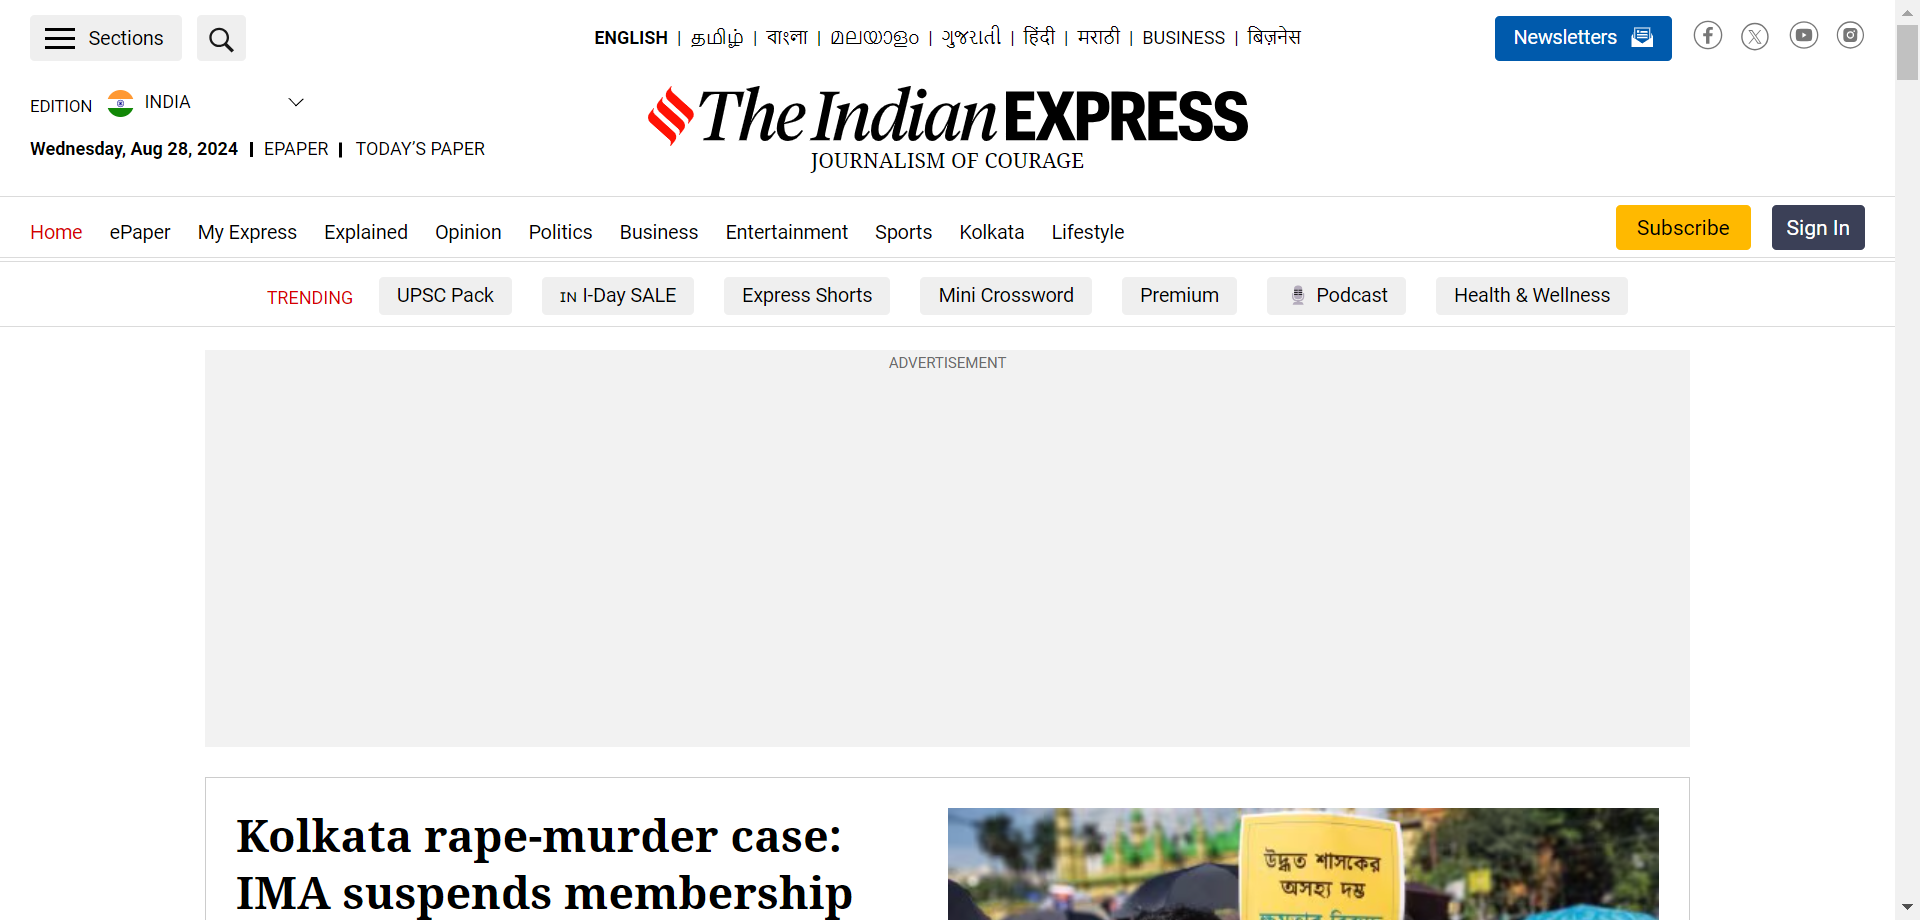 Sections
ENGLISH | தமிழ் | বাংলা | മലയാളം | ગુજરાતી | हिंदी | मराठी | BUSINESS | बिज़नेस
Newsletters
EDITION INDIA
Wednesday, Aug 28, 2024 EPAPER TODAY’S PAPER
The Indian EXPRESS
JOURNALISM OF COURAGE
Home ePaper My Express Explained Opinion Politics Business Entertainment Sports Kolkata Lifestyle
Subscribe Sign In
TRENDING UPSC Pack IN I-Day SALE Express Shorts Mini Crossword Premium Podcast Health & Wellness
ADVERTISEMENT
Kolkata rape-murder case:
IMA suspends membership
উদ্ধত শাসকের
অসহ্য দম্ভ